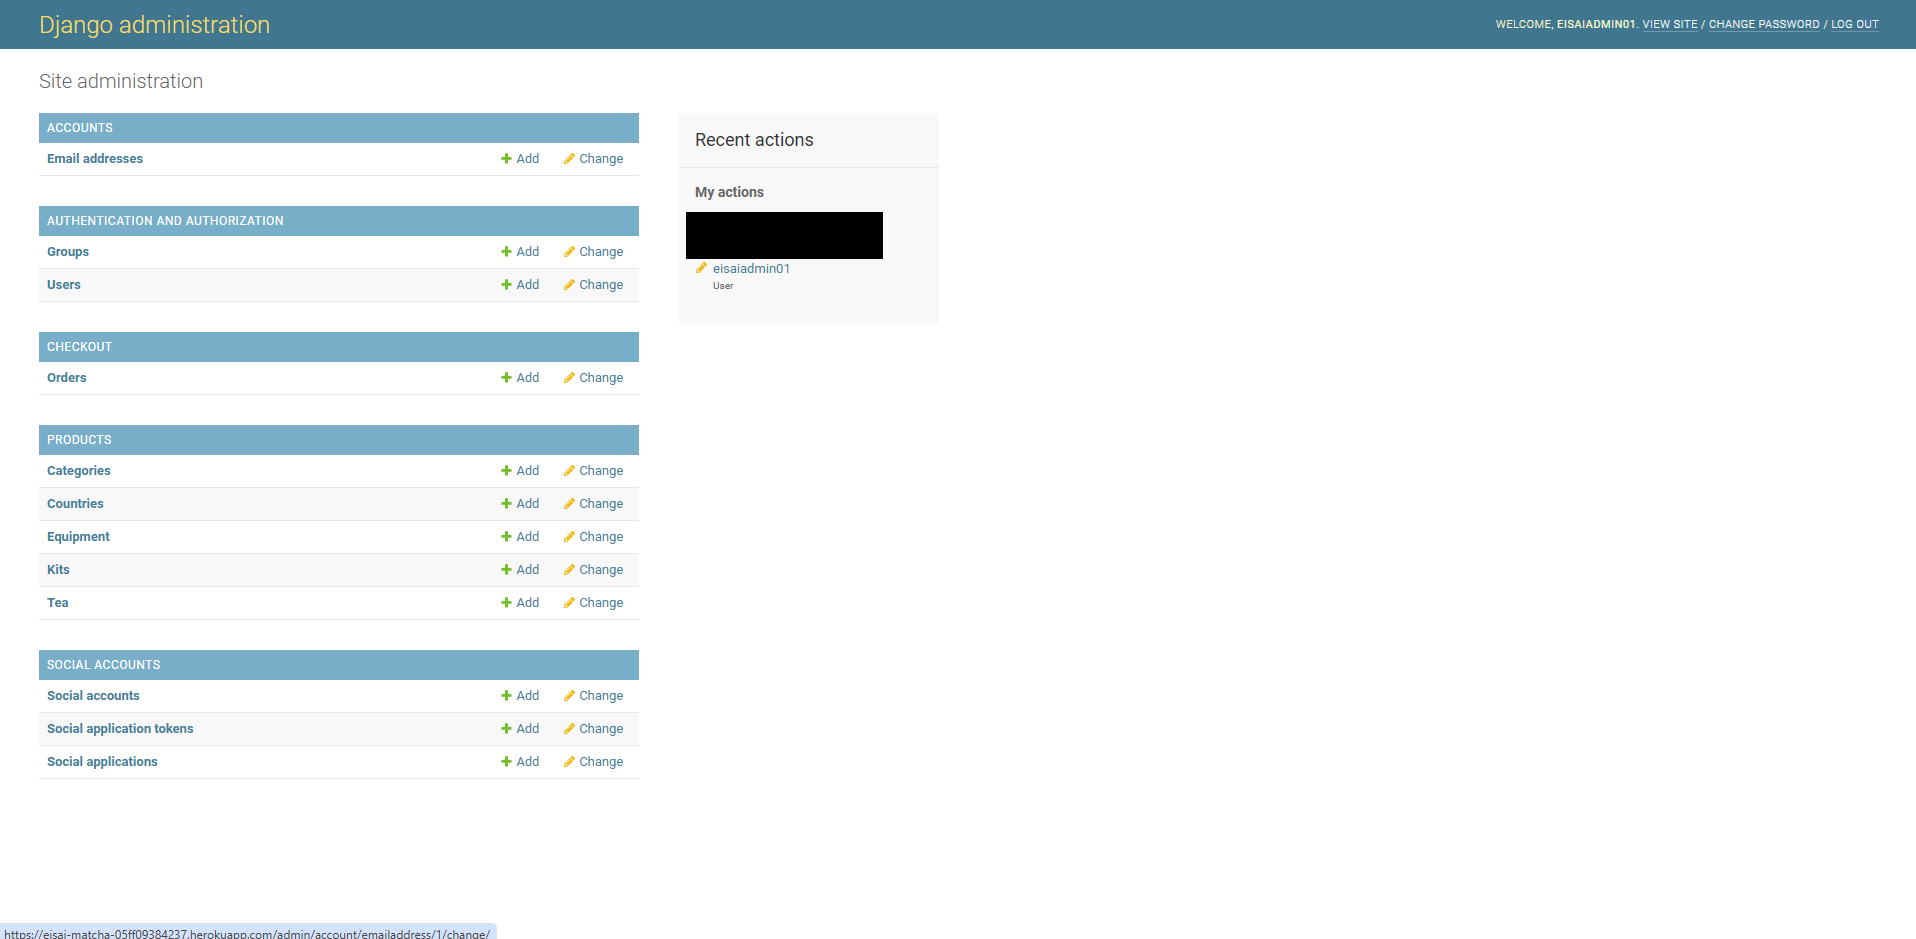 Django administration
WELCOME, EISAIADMIN01. VIEW SITE / CHANGE PASSWORD / LOG OUT
Site administration
ACCOUNTS
Email addresses Add Change
AUTHENTICATION AND AUTHORIZATION
Groups Add Change
Users Add Change
CHECKOUT
Orders Add Change
PRODUCTS
Categories Add Change
Countries Add Change
Equipment Add Change
Kits Add Change
Tea Add Change
SOCIAL ACCOUNTS
Social accounts Add Change
Social application tokens Add Change
Social applications Add Change
Recent actions
My actions
eisaiadmin01
User
https://eisai-matcha-05ff09384237.herokuapp.com/admin/account/emailaddress/1/change/